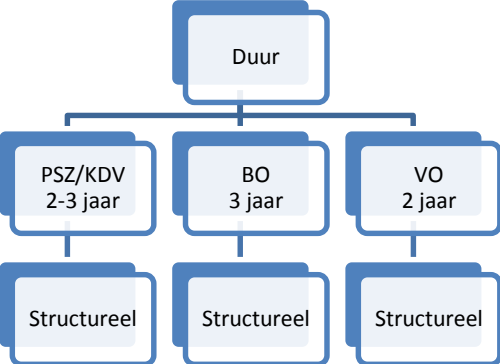 Duur
PSZ/KDV
2-3 jaar
BO
3 jaar
VO
2 jaar
Structureel
Structureel
Structureel